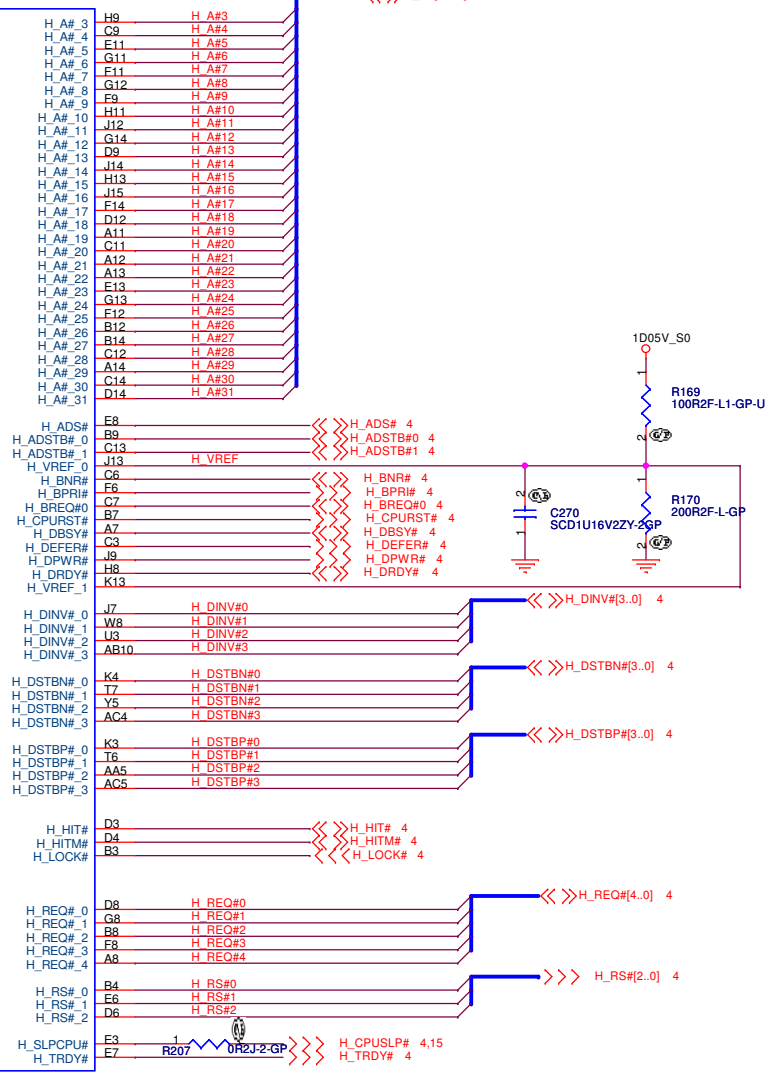 H_A#_3 H9 H_A#3
H_A#_4 C9 H_A#4
H_A#_5 E11 H_A#5
H_A#_6 G11 H_A#6
H_A#_7 F11 H_A#7
H_A#_8 G12 H_A#8
H_A#_9 F9 H_A#9
H_A#_10 H11 H_A#10
H_A#_11 J12 H_A#11
H_A#_12 G14 H_A#12
H_A#_13 D9 H_A#13
H_A#_14 J14 H_A#14
H_A#_15 H13 H_A#15
H_A#_16 J15 H_A#16
H_A#_17 F14 H_A#17
H_A#_18 D12 H_A#18
H_A#_19 A11 H_A#19
H_A#_20 C11 H_A#20
H_A#_21 A12 H_A#21
H_A#_22 A13 H_A#22
H_A#_23 E13 H_A#23
H_A#_24 G13 H_A#24
H_A#_25 F12 H_A#25
H_A#_26 B12 H_A#26
H_A#_27 B14 H_A#27
H_A#_28 C12 H_A#28
H_A#_29 A14 H_A#29
H_A#_30 C14 H_A#30
H_A#_31 D14 H_A#31
1D05V_S0
1
R169
100R2F-L1-GP-U
2
H_ADS# E8 H_ADS# 4
H_ADSTB#_0 B9 H_ADSTB#0 4
H_ADSTB#_1 C13 H_ADSTB#1 4
H_VREF_0 J13 H_VREF
H_BNR# C6 H_BNR# 4
H_BPRI# F6 H_BPRI# 4
H_BREQ#0 C7 H_BREQ#0 4
H_CPURST# B7 H_CPURST# 4
H_DBSY# A7 H_DBSY# 4
H_DEFER# C3 H_DEFER# 4
H_DPWR# J9 H_DPWR# 4
H_DRDY# H8 H_DRDY# 4
H_VREF_1 K13
2
C270
SCD1U16V2ZY-2GP
1
1
R170
200R2F-L-GP
2
H_DINV#_0 J7 H_DINV#0
H_DINV#_1 W8 H_DINV#1
H_DINV#_2 U3 H_DINV#2
H_DINV#_3 AB10 H_DINV#3
H_DINV#[3..0] 4
H_DSTBN#_0 K4 H_DSTBN#0
H_DSTBN#_1 T7 H_DSTBN#1
H_DSTBN#_2 Y5 H_DSTBN#2
H_DSTBN#_3 AC4 H_DSTBN#3
H_DSTBN#[3..0] 4
H_DSTBP#_0 K3 H_DSTBP#0
H_DSTBP#_1 T6 H_DSTBP#1
H_DSTBP#_2 AA5 H_DSTBP#2
H_DSTBP#_3 AC5 H_DSTBP#3
H_DSTBP#[3..0] 4
H_HIT# D3 H_HIT# 4
H_HITM# D4 H_HITM# 4
H_LOCK# B3 H_LOCK# 4
H_REQ#_0 D8 H_REQ#0
H_REQ#_1 G8 H_REQ#1
H_REQ#_2 B8 H_REQ#2
H_REQ#_3 F8 H_REQ#3
H_REQ#_4 A8 H_REQ#4
H_REQ#[4..0] 4
H_RS#_0 B4 H_RS#0
H_RS#_1 E6 H_RS#1
H_RS#_2 D6 H_RS#2
H_RS#[2..0] 4
H_SLPCPU# E3 1 R207 0R2J-2-GP H_CPUSLP# 4,15
H_TRDY# E7 H_TRDY# 4